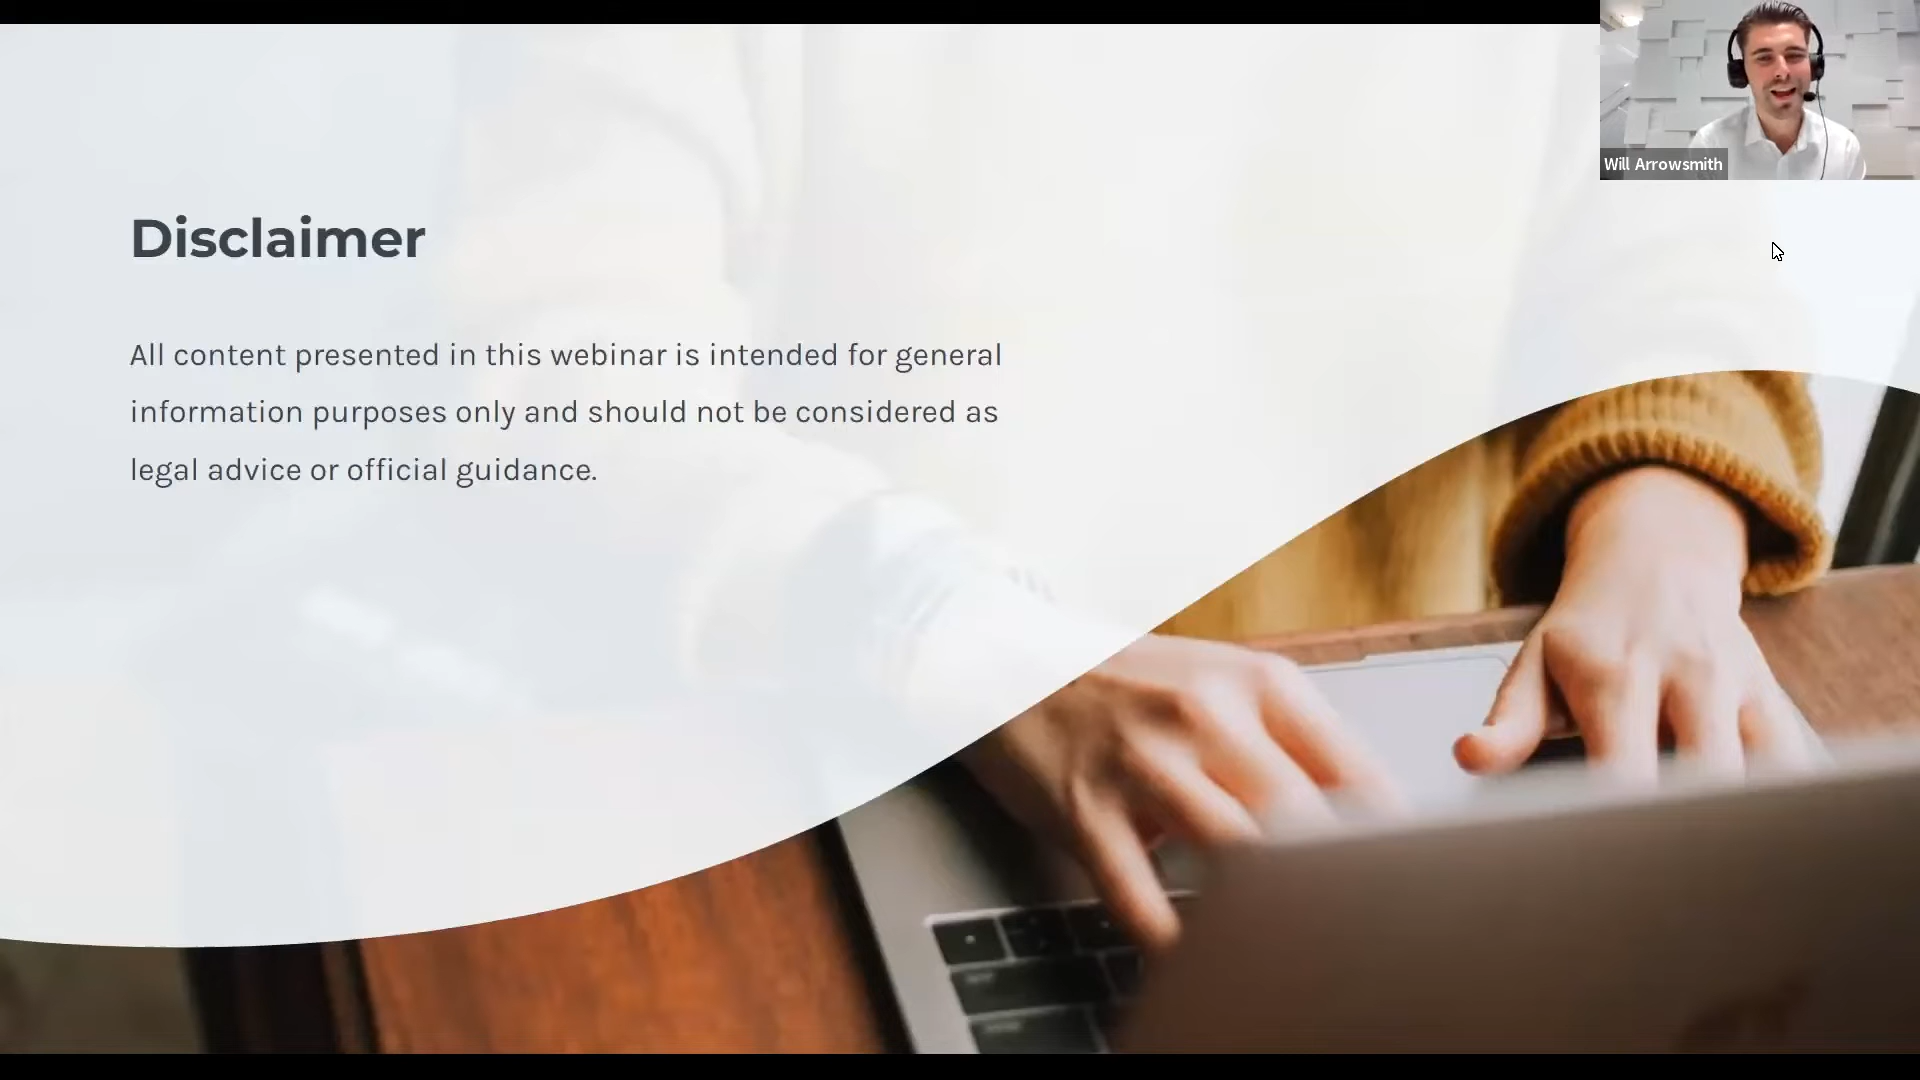 Will Arrowsmith
Disclaimer
All content presented in this webinar is intended for general
information purposes only and should not be considered as
legal advice or official guidance.